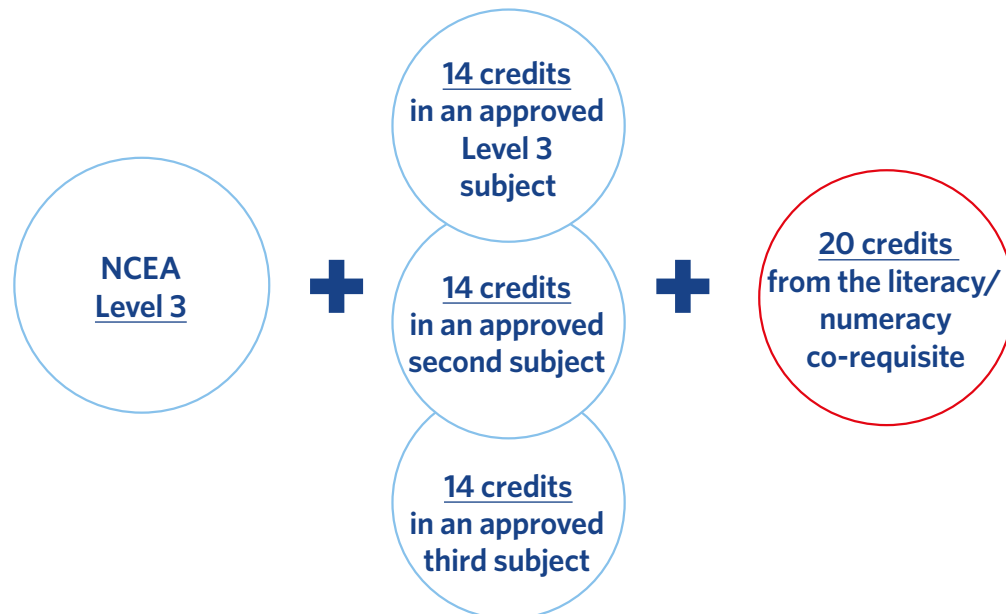 NCEA
Level 3
14 credits
in an approved
Level 3
subject
14 credits
in an approved
second subject
14 credits
in an approved
third subject
20 credits
from the literacy/
numeracy
co-requisite